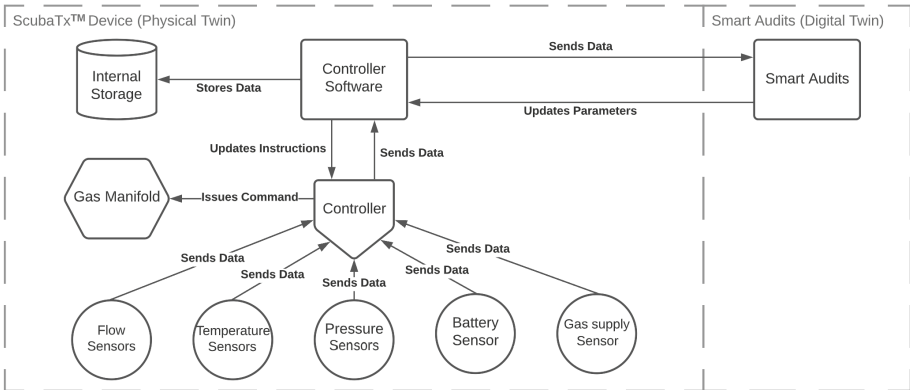 ScubaTx™ Device (Physical Twin)
Smart Audits (Digital Twin)
Internal
Storage
Stores Data
Controller
Software
Sends Data
Updates Parameters
Smart Audits
Updates Instructions
Sends Data
Gas Manifold
Issues Command
Controller
Sends Data
Sends Data
Sends Data
Sends Data
Sends Data
Flow
Sensors
Temperature
Sensors
Pressure
Sensors
Battery
Sensor
Gas supply
Sensor